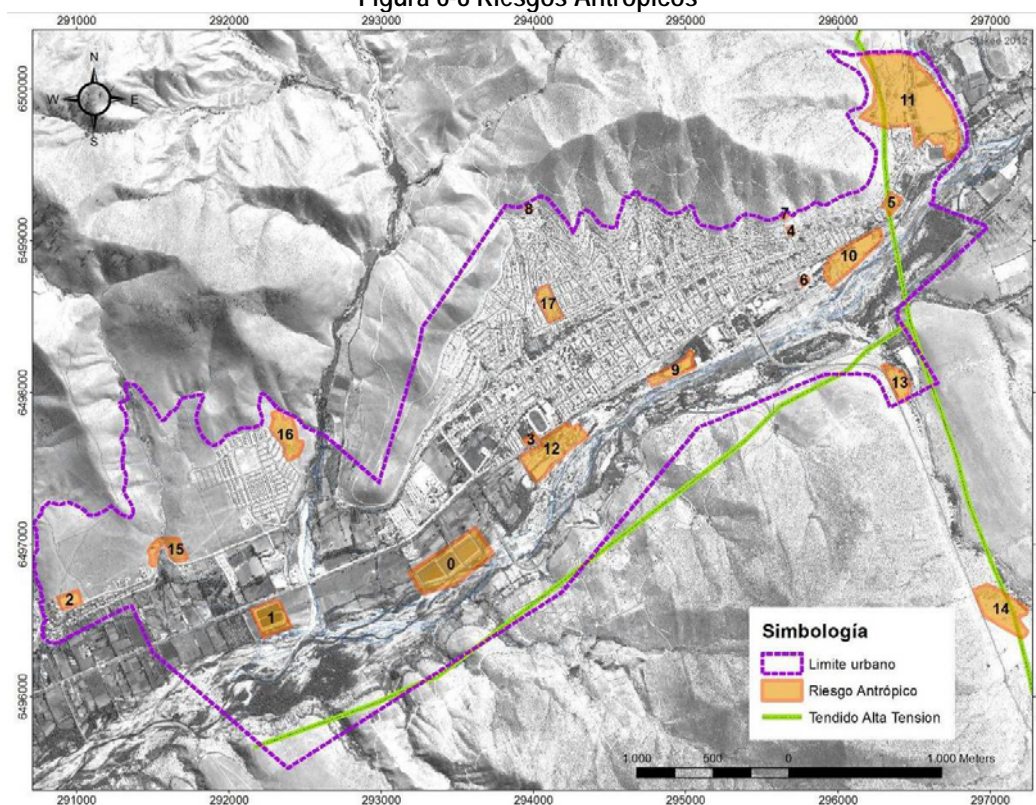 Figura 6-6 Riesgos Antrópicos
291000 292000 293000 294000 295000 296000 297000
N
W E
S
6500000
6499000
6498000
6497000
6496000
11
5
8
7
4
10
6
17
9
13
16
3
12
15
0
2
1
14
Simbología
Limite urbano
Riesgo Antrópico
Tendido Alta Tension
1.000 500 0 1.000 Meters
291000 292000 293000 294000 295000 296000 297000